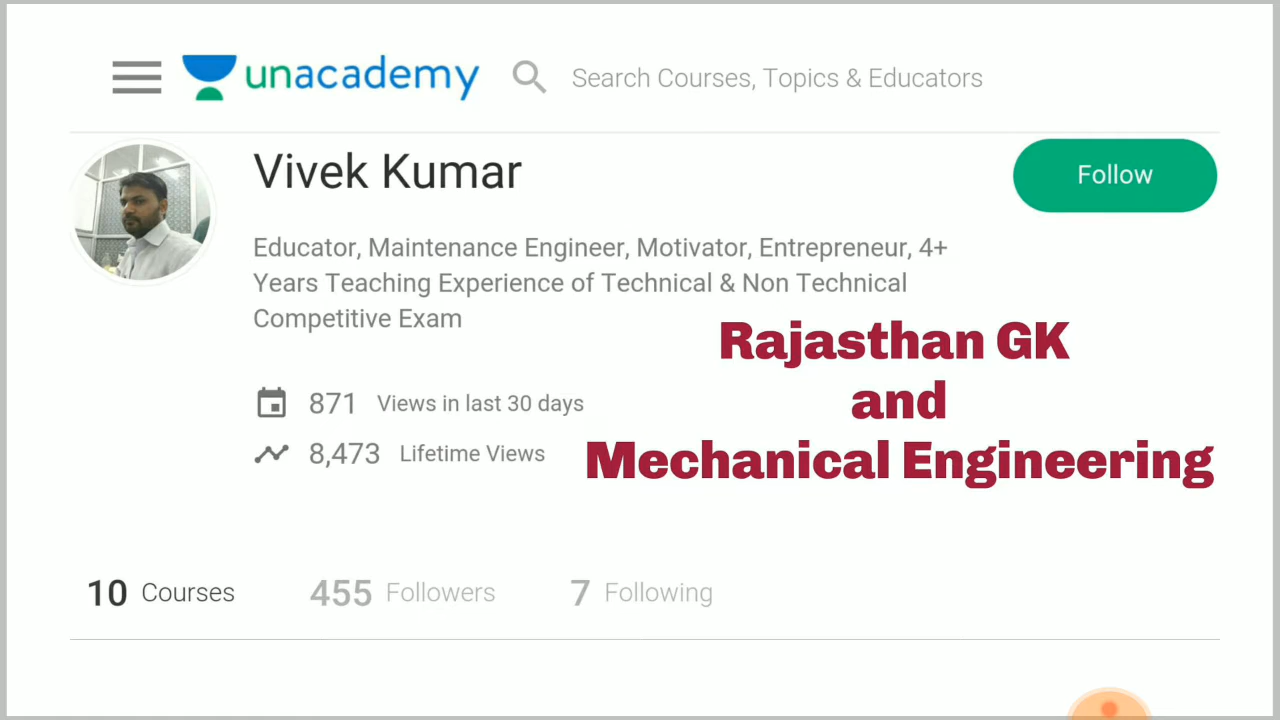 unacademy
Search Courses, Topics & Educators
Vivek Kumar
Follow
Educator, Maintenance Engineer, Motivator, Entrepreneur, 4+
Years Teaching Experience of Technical & Non Technical
Competitive Exam
Rajasthan GK
and
Mechanical Engineering
871 Views in last 30 days
8,473 Lifetime Views
10 Courses
455 Followers
7 Following